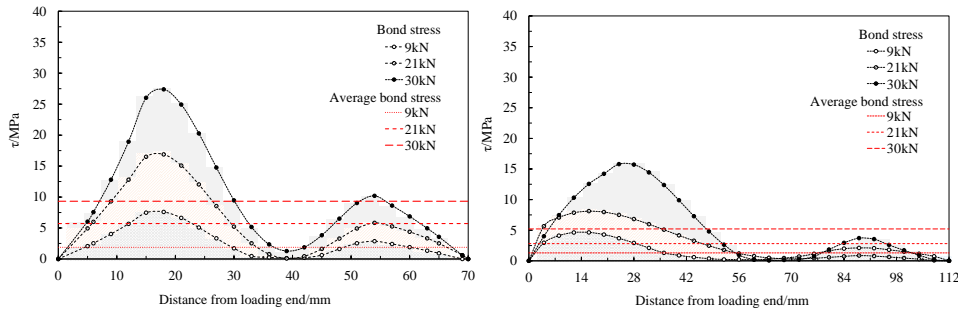 40
35
30
25
20
15
10
5
0
τ/MPa
Bond stress
9kN
21kN
30kN
Average bond stress
9kN
21kN
30kN
0 10 20 30 40 50 60 70
Distance from loading end/mm
40
35
30
25
20
15
10
5
0
τ/MPa
Bond stress
9kN
21kN
30kN
Average bond stress
9kN
21kN
30kN
0 14 28 42 56 70 84 98 112
Distance from loading end/mm